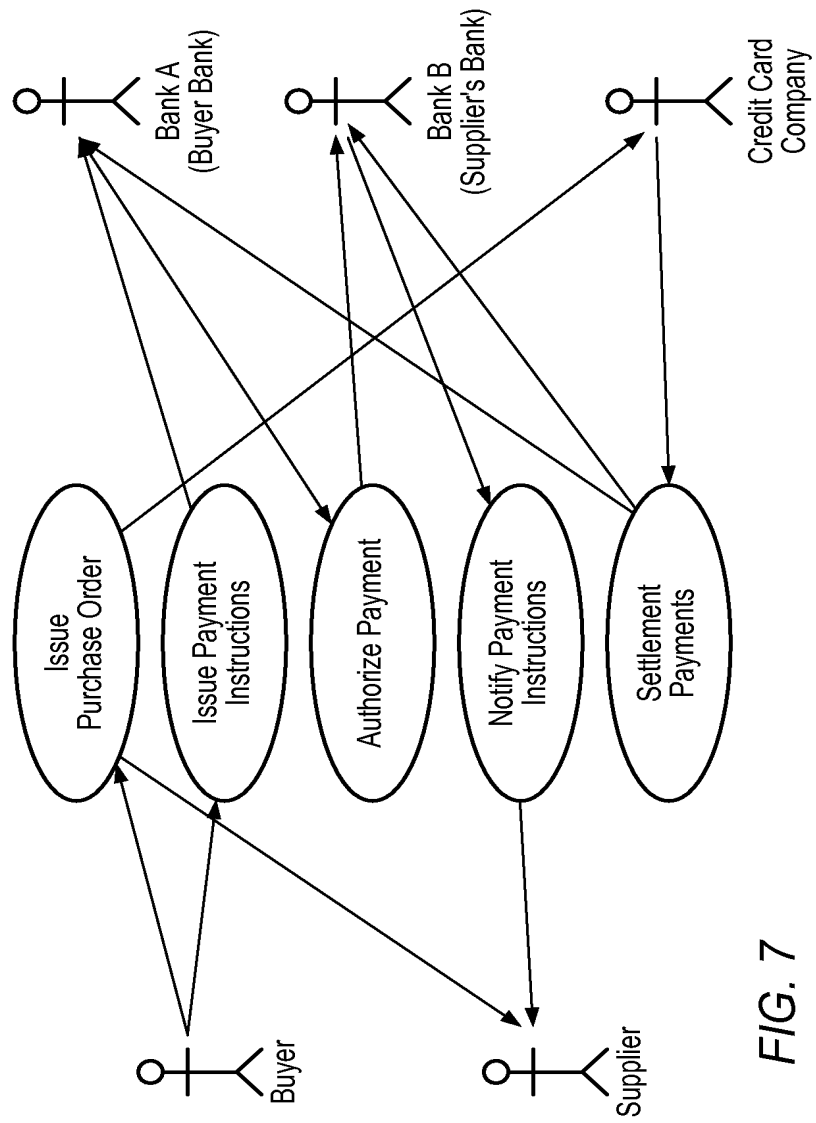 Buyer
Supplier
Issue
Purchase Order
Issue Payment
Instructions
Authorize Payment
Notify Payment
Instructions
Settlement
Payments
Bank A
(Buyer Bank)
Bank B
(Supplier's Bank)
Credit Card
Company
FIG. 7